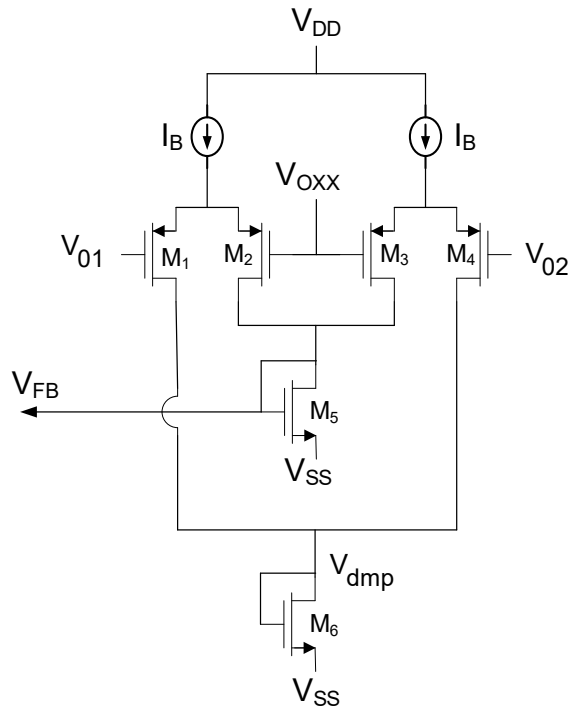 V_DD
I_B
I_B
V_OXX
V_01
M_1
M_2
M_3
M_4
V_02
V_FB
M_5
V_SS
V_dmp
M_6
V_SS